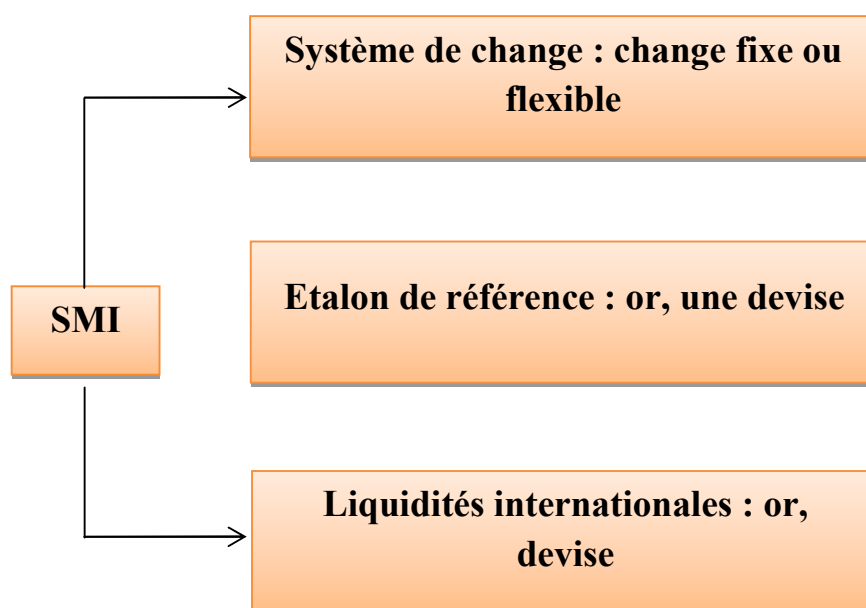 Système de change : change fixe ou
flexible
Etalon de référence : or, une devise
SMI
Liquidités internationales : or,
devise